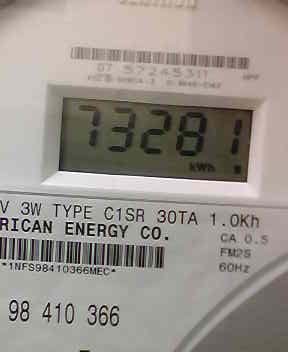 07 57245311
73281
kWh
V 3W TYPE C1SR 30TA 1.0Kh
RICAN ENERGY CO.
CA 0.5
FM2S
60Hz
*1NFS98410366MEC*
98 410 366